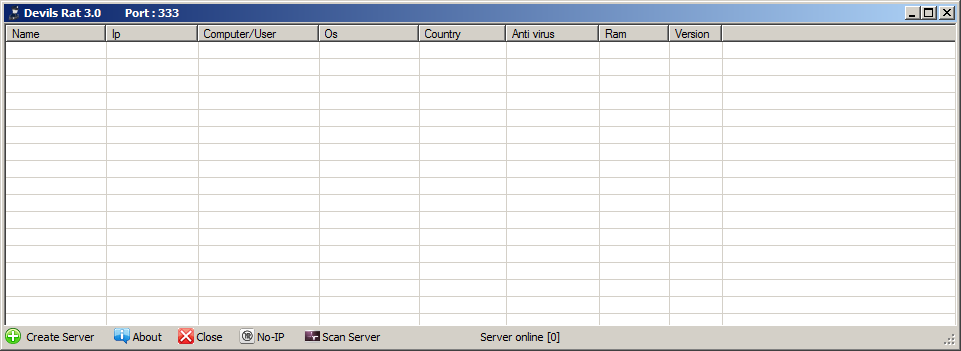 Devils Rat 3.0 Port : 333
Name Ip Computer/User Os Country Anti virus Ram Version
Create Server About Close No-IP Scan Server Server online [0]